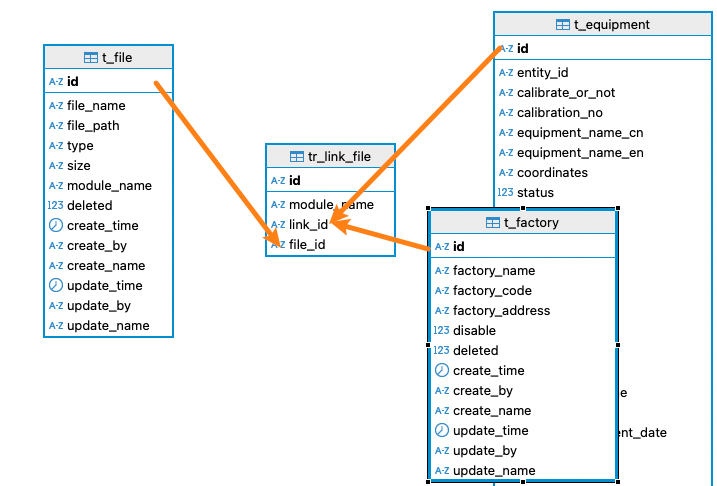 t_file
A-Z id
A-Z file_name
A-Z file_path
A-Z type
A-Z size
A-Z module_name
123 deleted
create_time
A-Z create_by
A-Z create_name
update_time
A-Z update_by
A-Z update_name
tr_link_file
A-Z id
A-Z module_name
A-Z link_id
A-Z file_id
t_equipment
A-Z id
A-Z entity_id
A-Z calibrate_or_not
A-Z calibration_no
A-Z equipment_name_cn
A-Z equipment_name_en
A-Z coordinates
123 status
t_factory
A-Z id
A-Z factory_name
A-Z factory_code
A-Z factory_address
123 disable
123 deleted
create_time
A-Z create_by
A-Z create_name
update_time
A-Z update_by
A-Z update_name
e
ent_date